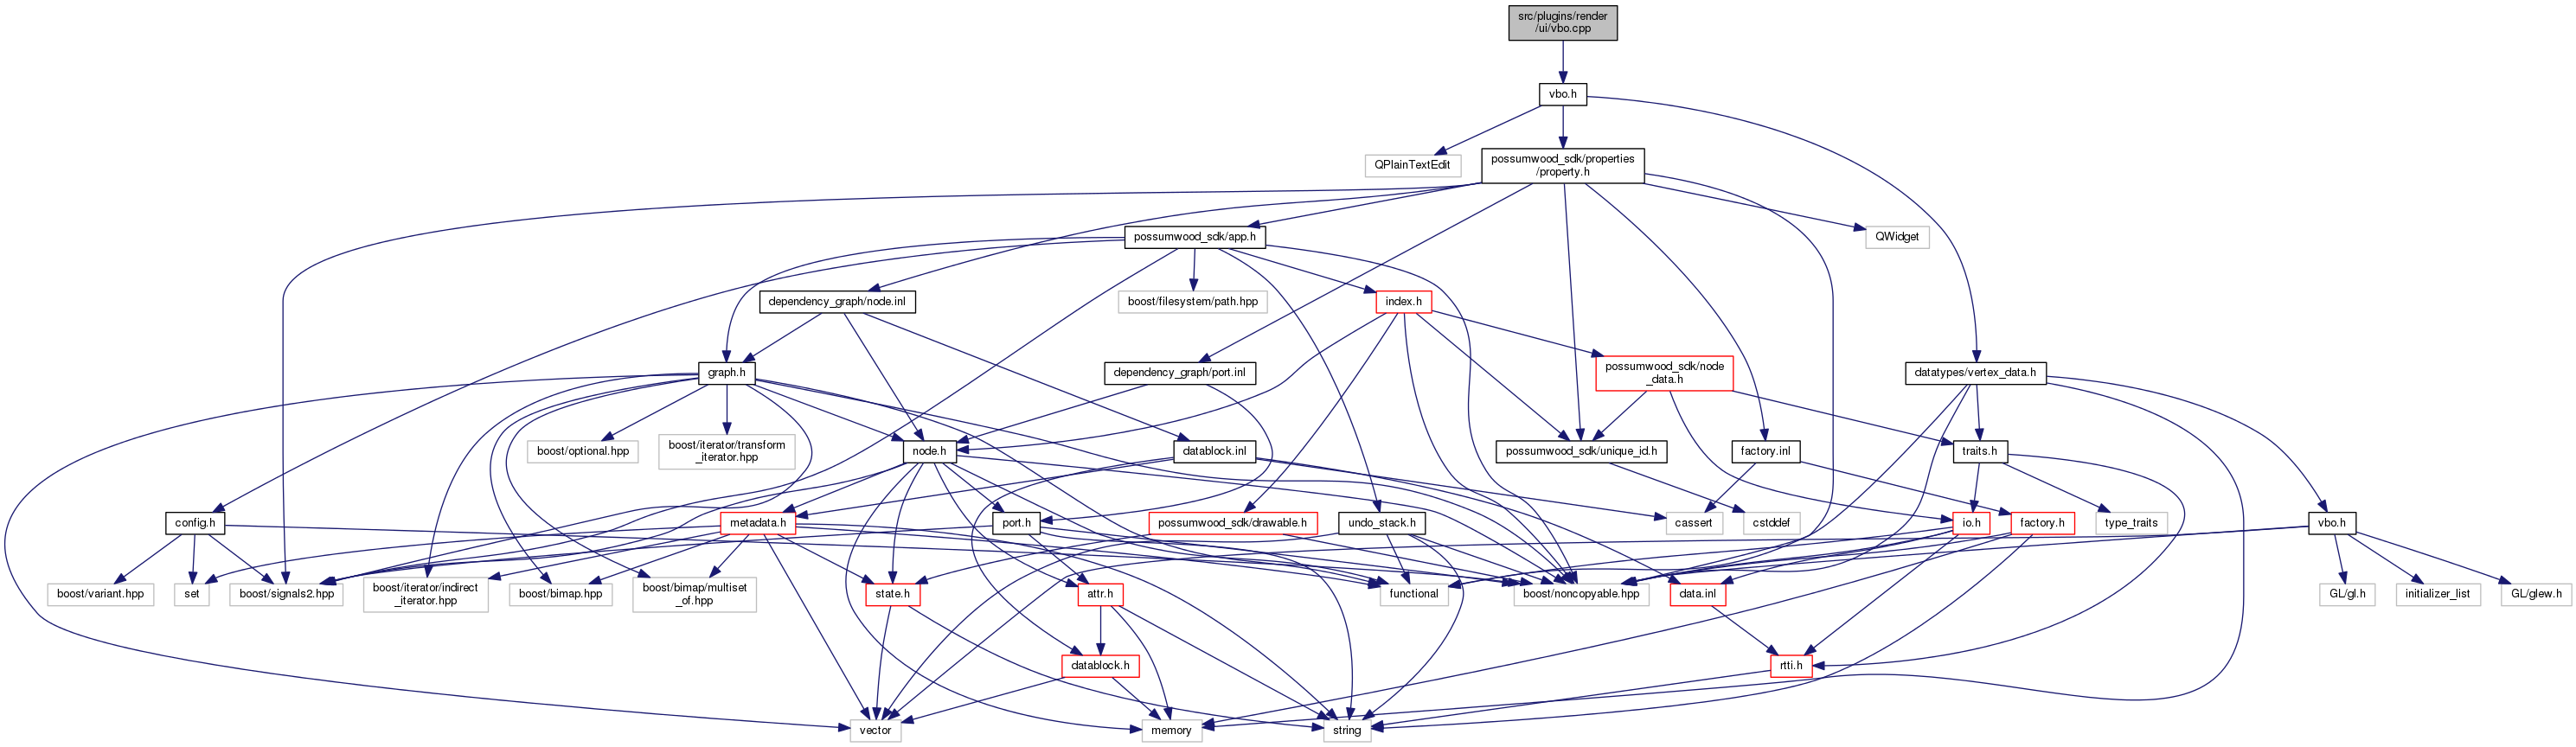 src/plugins/render
/ui/vbo.cpp
vbo.h
QPlainTextEdit
possumwood_sdk/properties
/property.h
possumwood_sdk/app.h
QWidget
dependency_graph/node.inl
boost/filesystem/path.hpp
index.h
graph.h
dependency_graph/port.inl
possumwood_sdk/node
_data.h
datatypes/vertex_data.h
boost/optional.hpp
boost/iterator/transform
_iterator.hpp
node.h
datablock.inl
possumwood_sdk/unique_id.h
factory.inl
traits.h
config.h
metadata.h
port.h
possumwood_sdk/drawable.h
undo_stack.h
cassert
cstddef
io.h
factory.h
type_traits
vbo.h
boost/variant.hpp
set
boost/signals2.hpp
boost/iterator/indirect
_iterator.hpp
boost/bimap.hpp
boost/bimap/multiset
_of.hpp
state.h
attr.h
functional
boost/noncopyable.hpp
data.inl
GL/gl.h
initializer_list
GL/glew.h
datablock.h
rtti.h
vector
memory
string